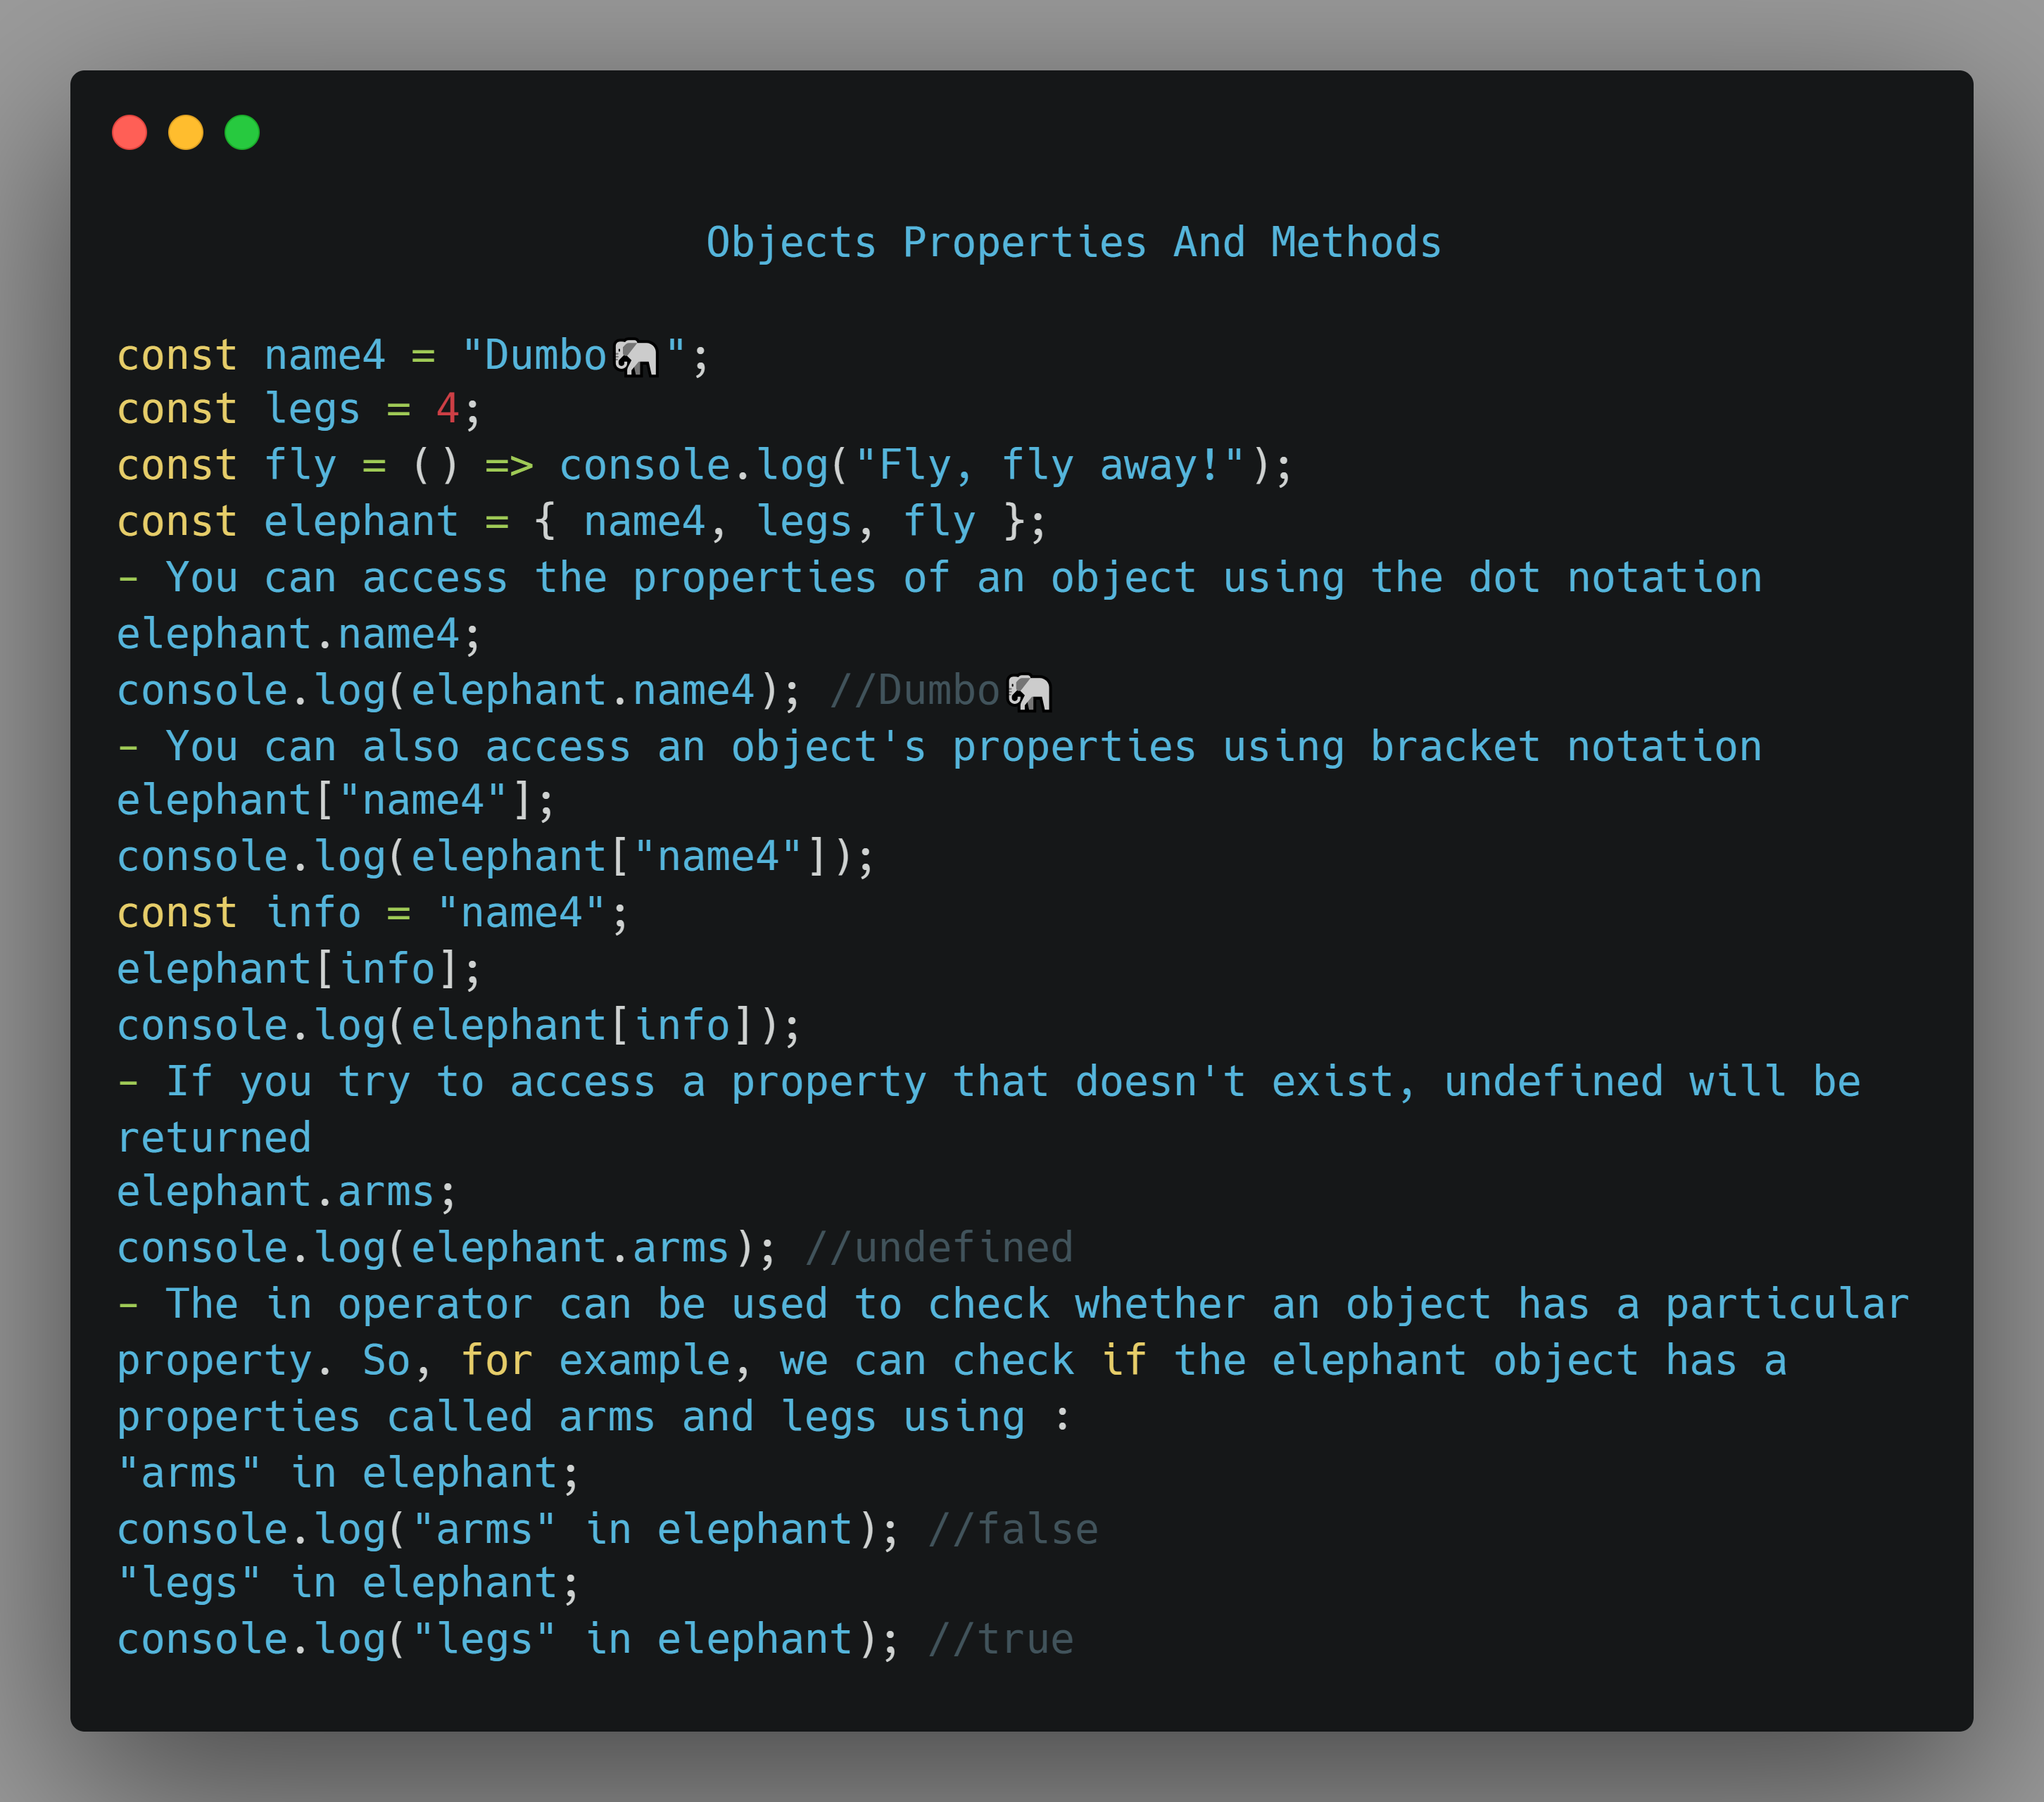 Objects Properties And Methods
const name4 = "Dumbo🐘";
const legs = 4;
const fly = () => console.log("Fly, fly away!");
const elephant = { name4, legs, fly };
- You can access the properties of an object using the dot notation
elephant.name4;
console.log(elephant.name4); //Dumbo🐘
- You can also access an object's properties using bracket notation
elephant["name4"];
console.log(elephant["name4"]);
const info = "name4";
elephant[info];
console.log(elephant[info]);
- If you try to access a property that doesn't exist, undefined will be
returned
elephant.arms;
console.log(elephant.arms); //undefined
- The in operator can be used to check whether an object has a particular
property. So, for example, we can check if the elephant object has a
properties called arms and legs using :
"arms" in elephant;
console.log("arms" in elephant); //false
"legs" in elephant;
console.log("legs" in elephant); //true